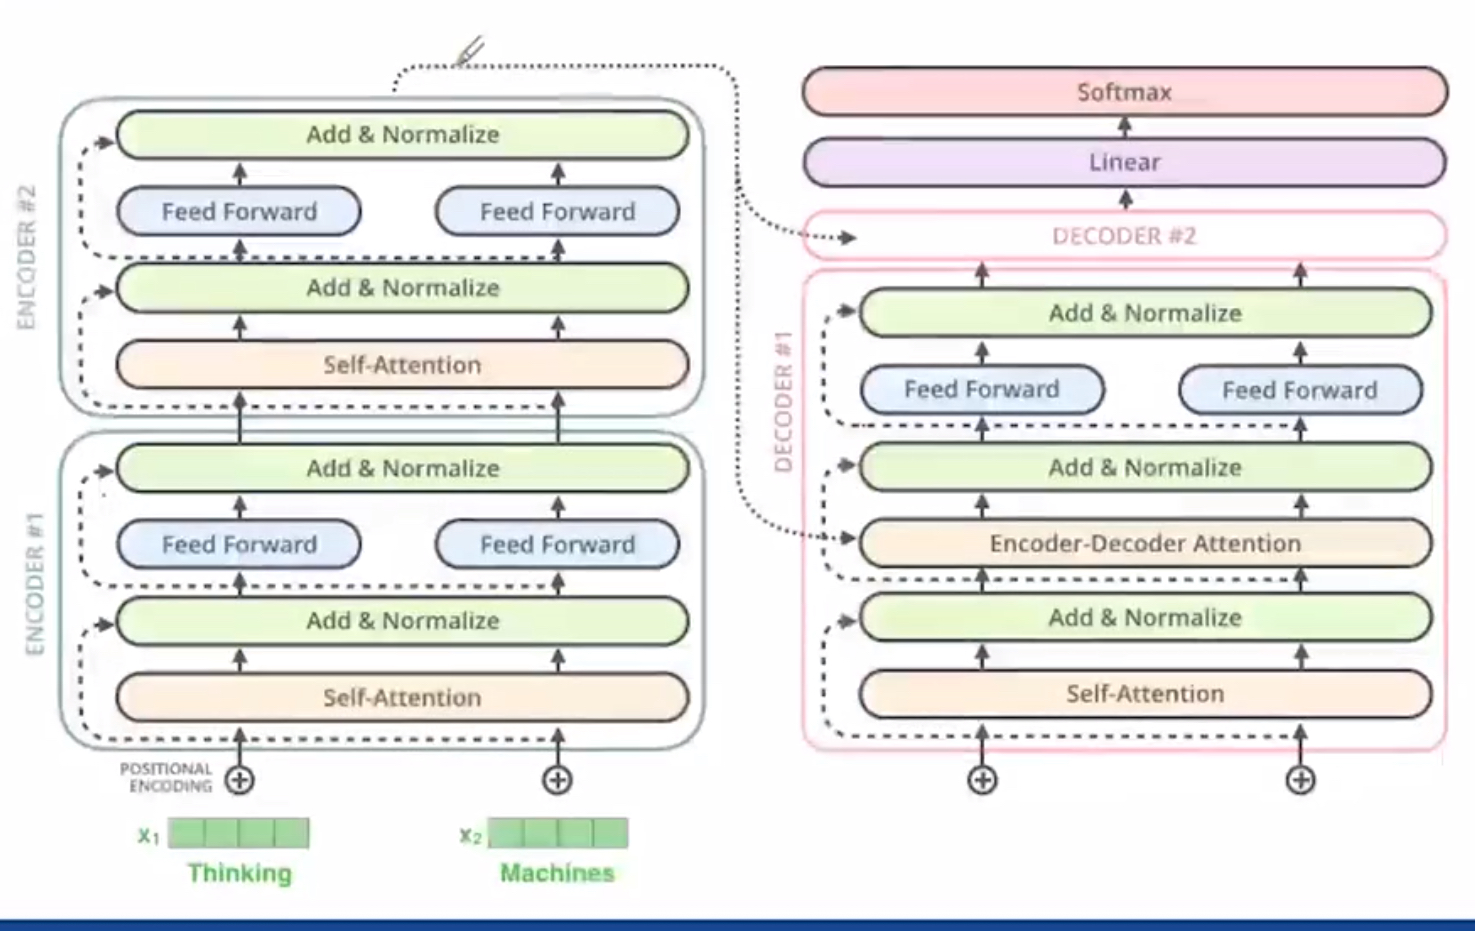 ENCODER #2
Add & Normalize
Feed Forward Feed Forward
Add & Normalize
Self-Attention
ENCODER #1
Add & Normalize
Feed Forward Feed Forward
Add & Normalize
Self-Attention
POSITIONAL
ENCODING
x1 x2
Thinking Machines
Softmax
Linear
DECODER #2
DECODER #1
Add & Normalize
Feed Forward Feed Forward
Add & Normalize
Encoder-Decoder Attention
Add & Normalize
Self-Attention